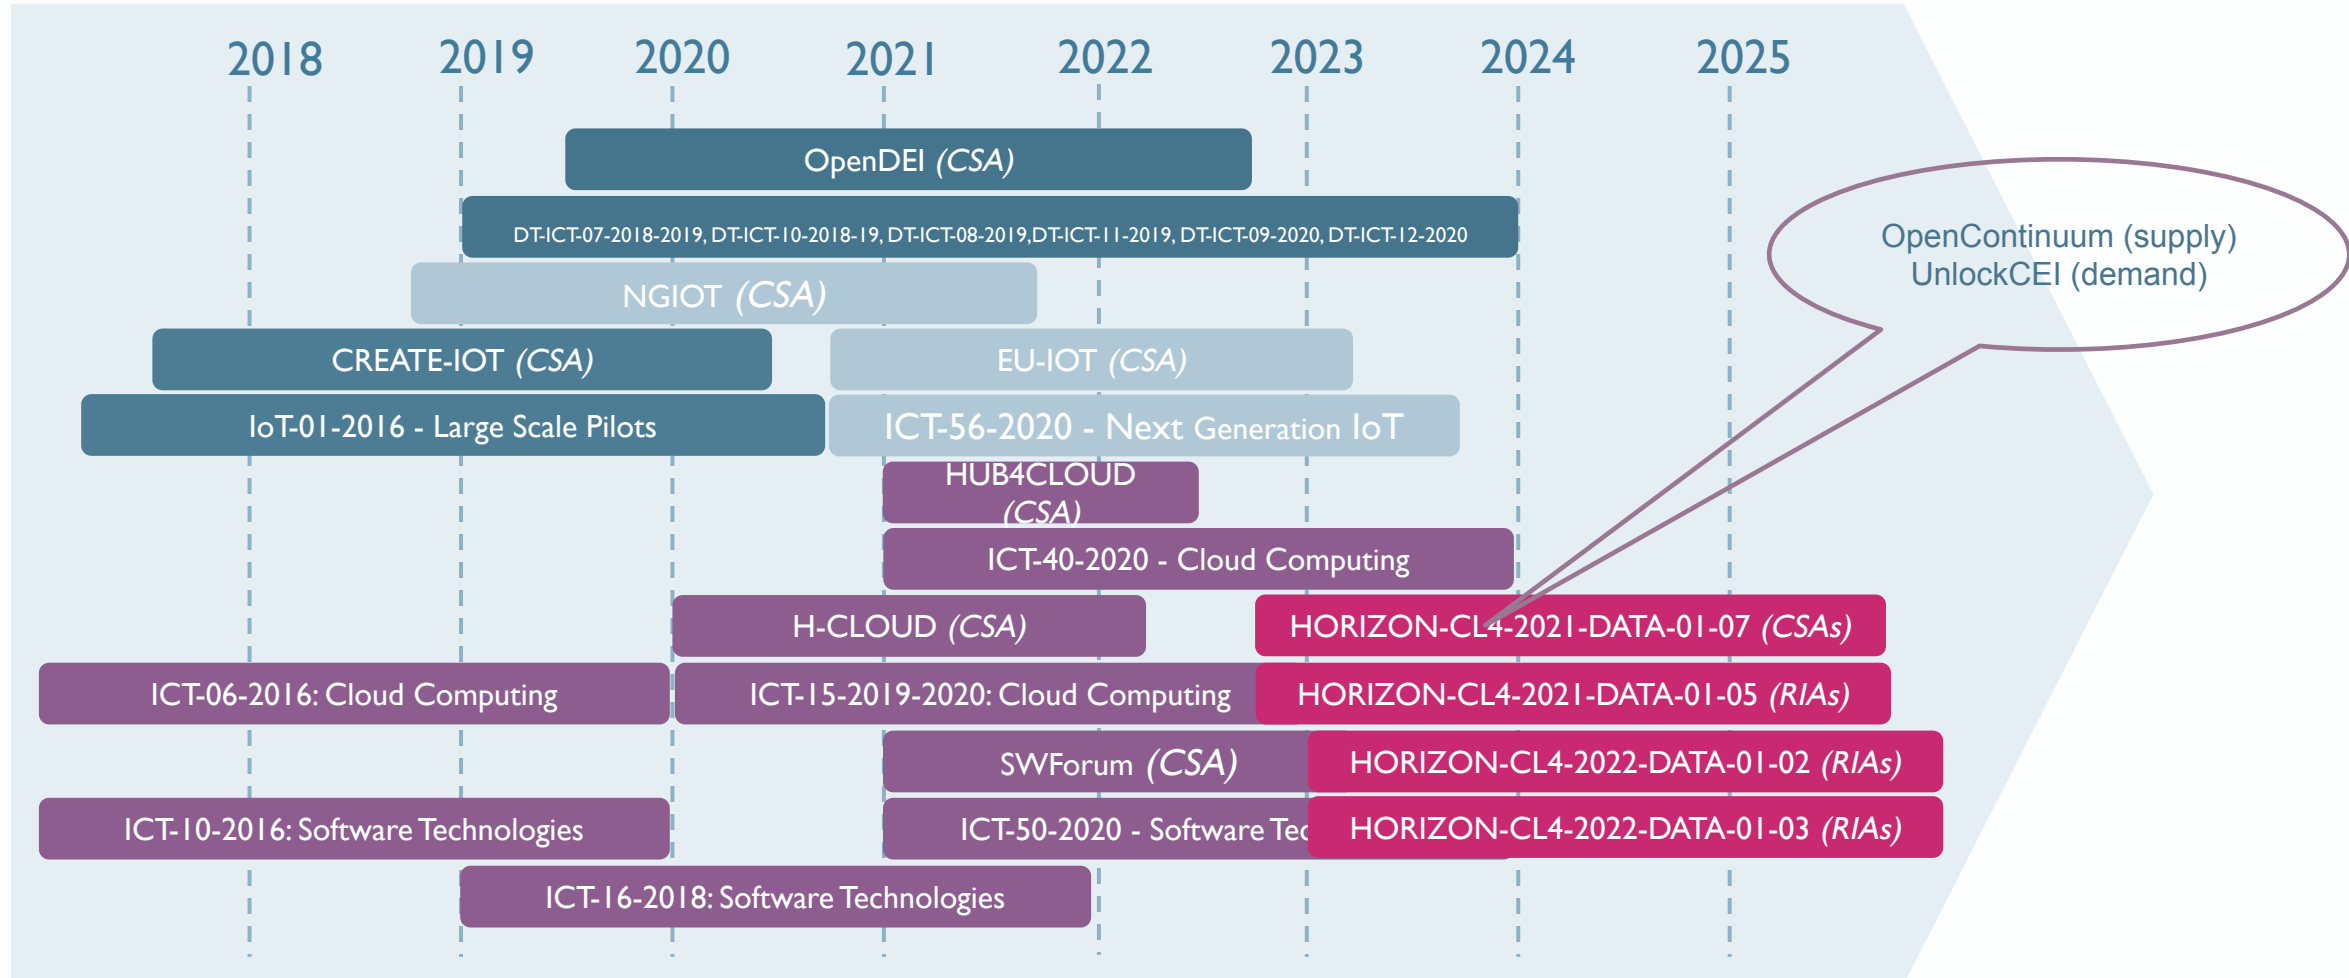 2018 2019 2020 2021 2022 2023 2024 2025
OpenDEI (CSA)
DT-ICT-07-2018-2019, DT-ICT-10-2018-19, DT-ICT-08-2019,DT-ICT-11-2019, DT-ICT-09-2020, DT-ICT-12-2020
OpenContinuum (supply)
UnlockCEI (demand)
NGIOT (CSA)
CREATE-IOT (CSA)
EU-IOT (CSA)
IoT-01-2016 - Large Scale Pilots
ICT-56-2020 - Next Generation IoT
HUB4CLOUD
(CSA)
ICT-40-2020 - Cloud Computing
H-CLOUD (CSA)
HORIZON-CL4-2021-DATA-01-07 (CSAs)
ICT-06-2016: Cloud Computing
ICT-15-2019-2020: Cloud Computing
HORIZON-CL4-2021-DATA-01-05 (RIAs)
SWForum (CSA)
HORIZON-CL4-2022-DATA-01-02 (RIAs)
ICT-10-2016: Software Technologies
ICT-50-2020 - Software Tec
HORIZON-CL4-2022-DATA-01-03 (RIAs)
ICT-16-2018: Software Technologies